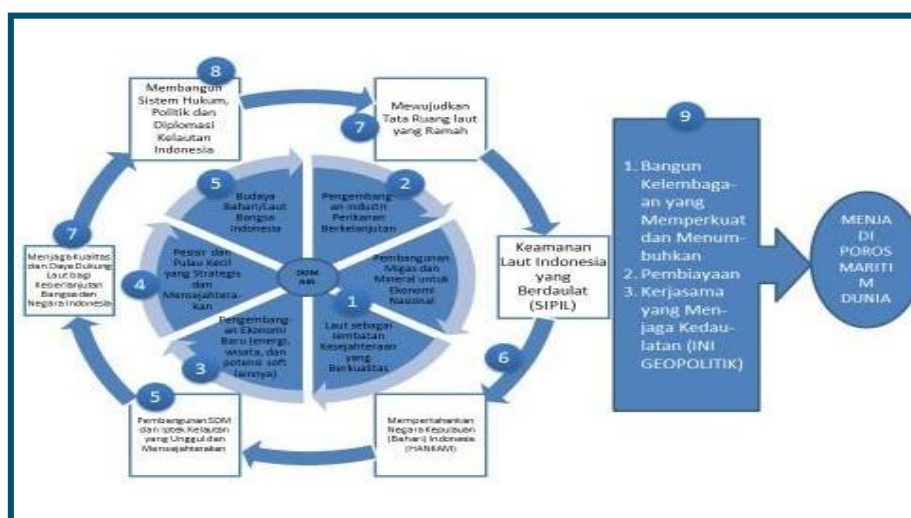 8
Membangun
Sistem Hukum,
Politik dan
Diplomasi
Kelautan
Indonesia
7
Mewujudkan
Tata Ruang laut
yang Ramah
5
Budaya
Bahari/Laut
Bangsa
Indonesia
2
Pengembang-
an Industri
Perikanan
Berkelanjutan
7
Menjaga Kualitas
dan Daya Dukung
Laut bagi
Keberlanjutan
Bangsa dan
Negara Indonesia
4
Pesisir dan
Pulau Kecil
yang Strategis
dan
Mensejahtera-
kan
Pembangunan
Migas dan
Mineral untuk
Ekonomi
Nasional
Keamanan
Laut Indonesia
yang
Berdaulat
(SIPIL)
3
Pengembang-
an Ekonomi
Baru (energi,
wisata, dan
potensi soft
lainnya)
1
Laut sebagai
Jembatan
Kesejahteraan
yang
Berkualitas
6
5
Pembangunan SDM
dan Iptek Kelautan
yang Unggul dan
Mensejahterakan
Mempertahankan
Negara Kepulauan
(Bahari) Indonesia
(HANKAM)
9
1. Bangun
Kelembaga-
an yang
Memperkuat
dan Menum-
buhkan
2. Pembiayaan
3. Kerjasama
yang Men-
jaga Kedau-
latan (INI
GEOPOLITIK)
MENJA
DI
POROS
MARITI
M
DUNIA